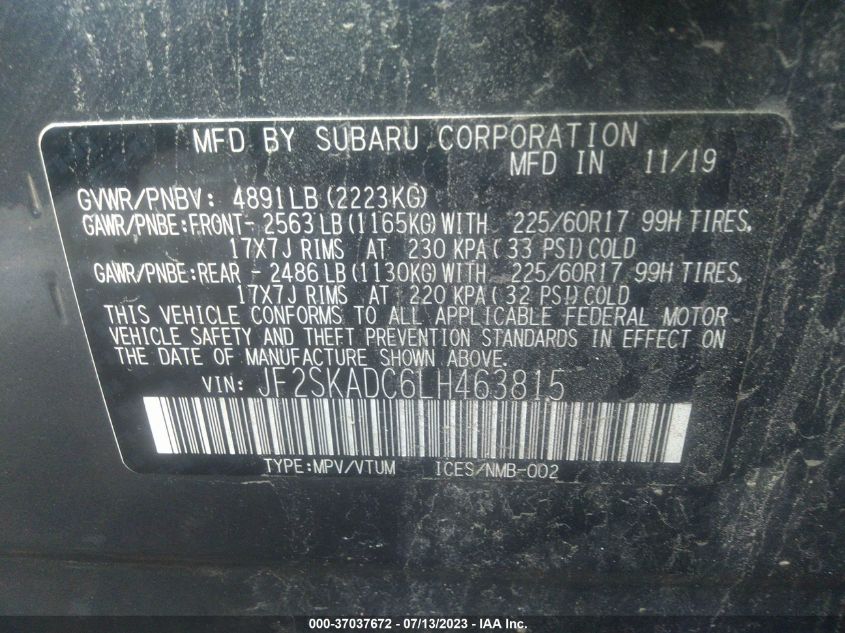 MFD BY SUBARU CORPORATION
MFD IN 11/19
GVWR/PNBV: 4891LB (2223KG)
GAWR/PNBE:FRONT- 2563 LB (1165KG) WITH 225/60R17 99H TIRES,
17X7J RIMS AT 230 KPA ( 33 PSI) COLD
GAWR/PNBE:REAR - 2486 LB (1130KG) WITH 225/60R17 99H TIRES,
17X7J RIMS AT 220 KPA ( 32 PSI) COLD
THIS VEHICLE CONFORMS TO ALL APPLICABLE FEDERAL MOTOR
VEHICLE SAFETY AND THEFT PREVENTION STANDARDS IN EFFECT ON
THE DATE OF MANUFACTURE SHOWN ABOVE.
VIN: JF2SKADC6LH463815
TYPE:MPV/VTUM ICES/NMB-002
000-37037672 - 07/13/2023 - IAA Inc.